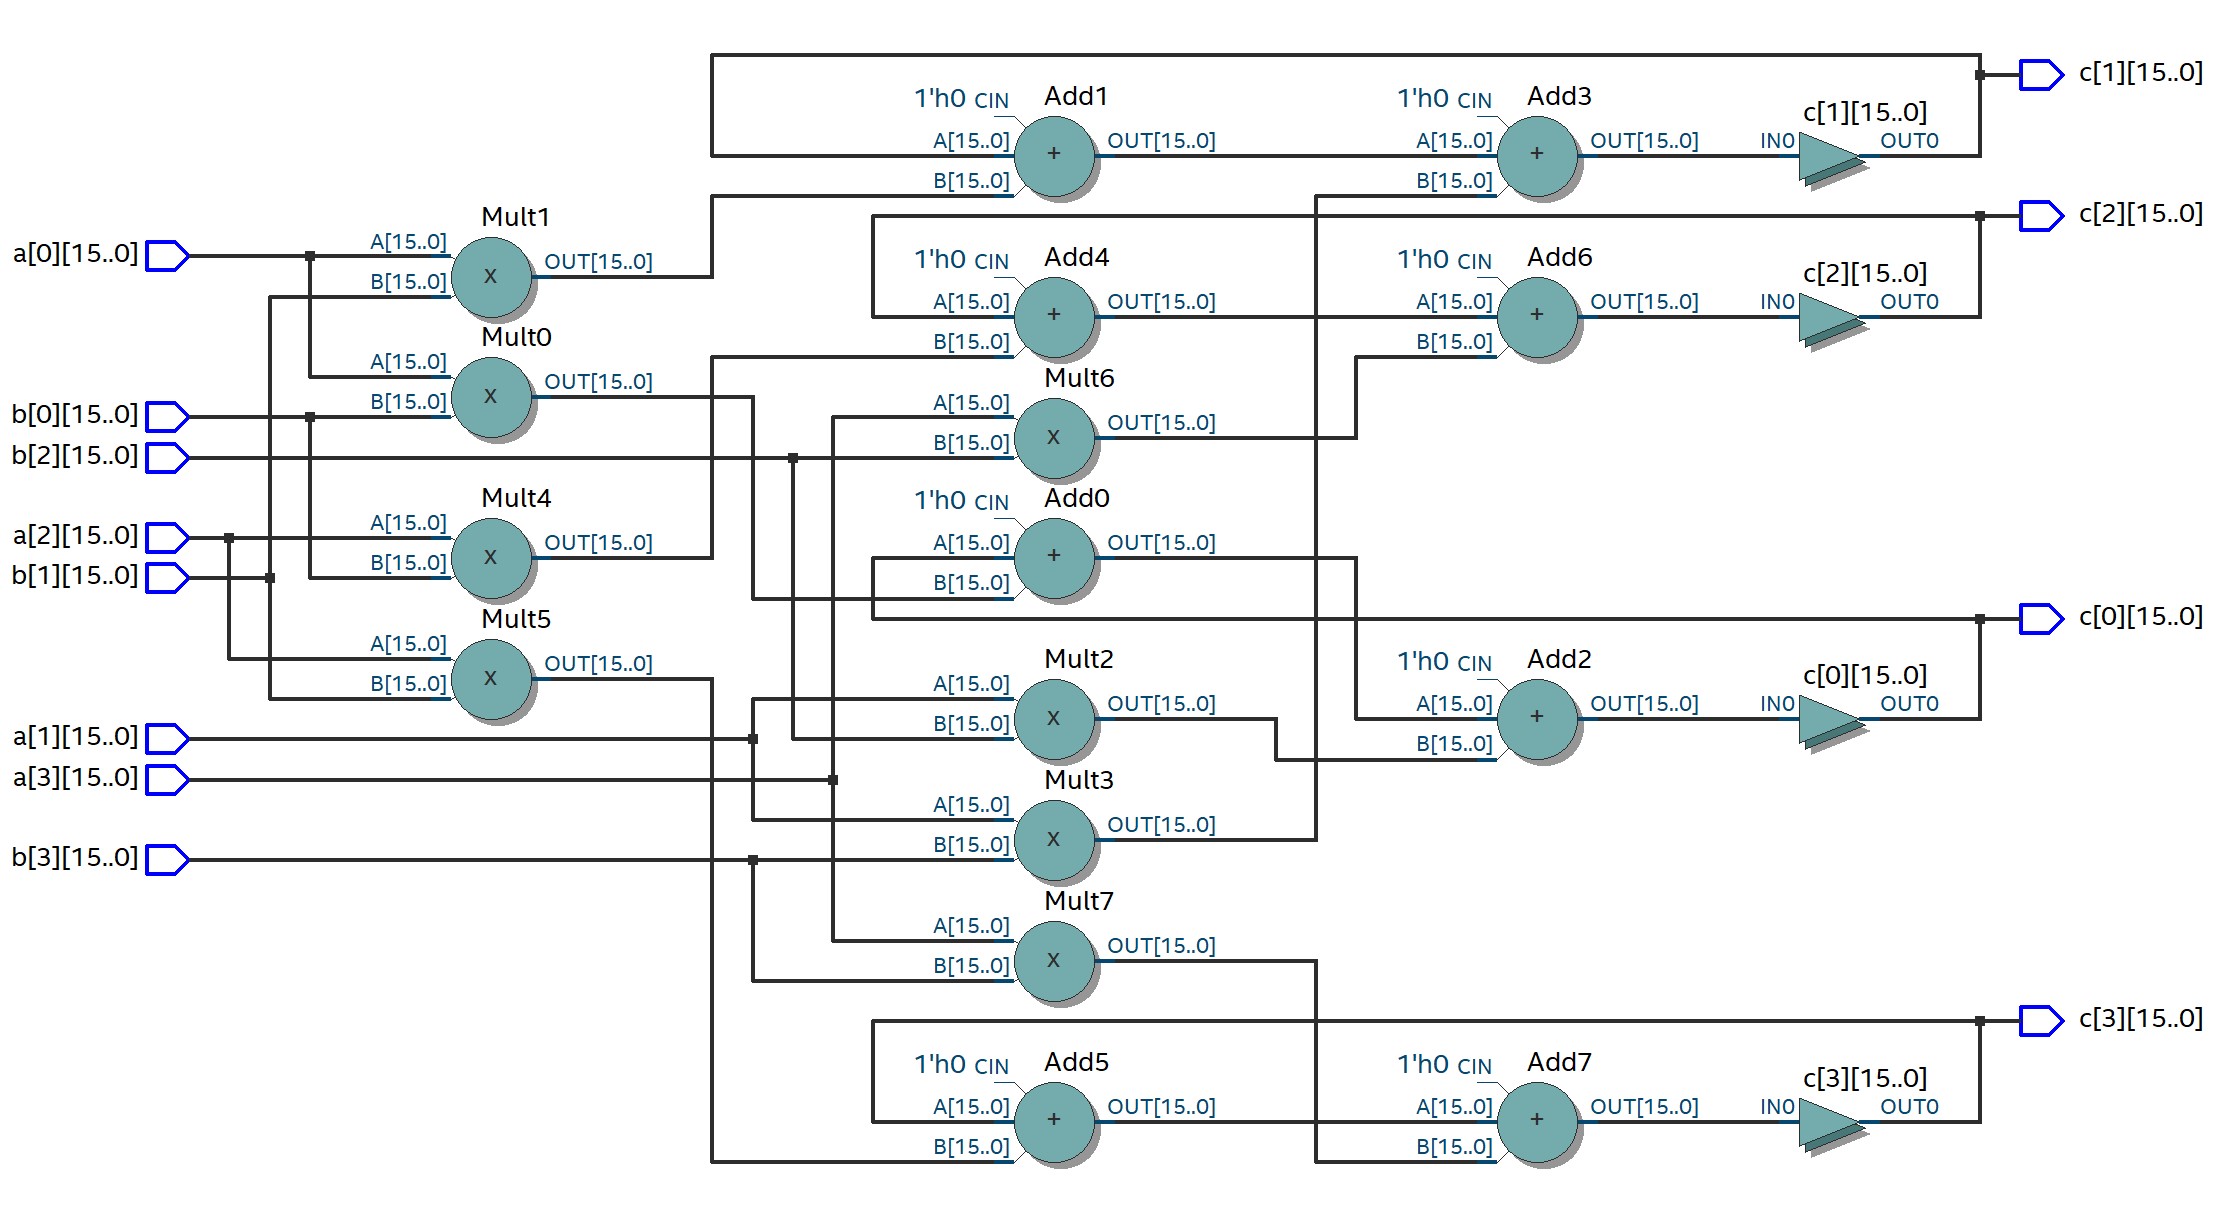 c[1][15..0]
1'h0 CIN Add1
1'h0 CIN Add3
c[1][15..0]
A[15..0] + OUT[15..0]
A[15..0] + OUT[15..0]
IN0 OUT0
B[15..0]
B[15..0]
c[2][15..0]
Mult1
a[0][15..0]
A[15..0]
B[15..0] x OUT[15..0]
1'h0 CIN Add4
1'h0 CIN Add6
c[2][15..0]
A[15..0] + OUT[15..0]
A[15..0] + OUT[15..0]
IN0 OUT0
B[15..0]
B[15..0]
Mult0
A[15..0]
B[15..0] x OUT[15..0]
b[0][15..0]
b[2][15..0]
Mult6
A[15..0]
B[15..0] x OUT[15..0]
a[2][15..0]
b[1][15..0]
Mult4
A[15..0]
B[15..0] x OUT[15..0]
1'h0 CIN Add0
A[15..0] + OUT[15..0]
B[15..0]
c[0][15..0]
Mult5
A[15..0]
B[15..0] x OUT[15..0]
Mult2
A[15..0]
B[15..0] x OUT[15..0]
1'h0 CIN Add2
c[0][15..0]
A[15..0] + OUT[15..0]
IN0 OUT0
B[15..0]
a[1][15..0]
a[3][15..0]
Mult3
A[15..0]
B[15..0] x OUT[15..0]
b[3][15..0]
Mult7
A[15..0]
B[15..0] x OUT[15..0]
c[3][15..0]
1'h0 CIN Add5
1'h0 CIN Add7
c[3][15..0]
A[15..0] + OUT[15..0]
A[15..0] + OUT[15..0]
IN0 OUT0
B[15..0]
B[15..0]